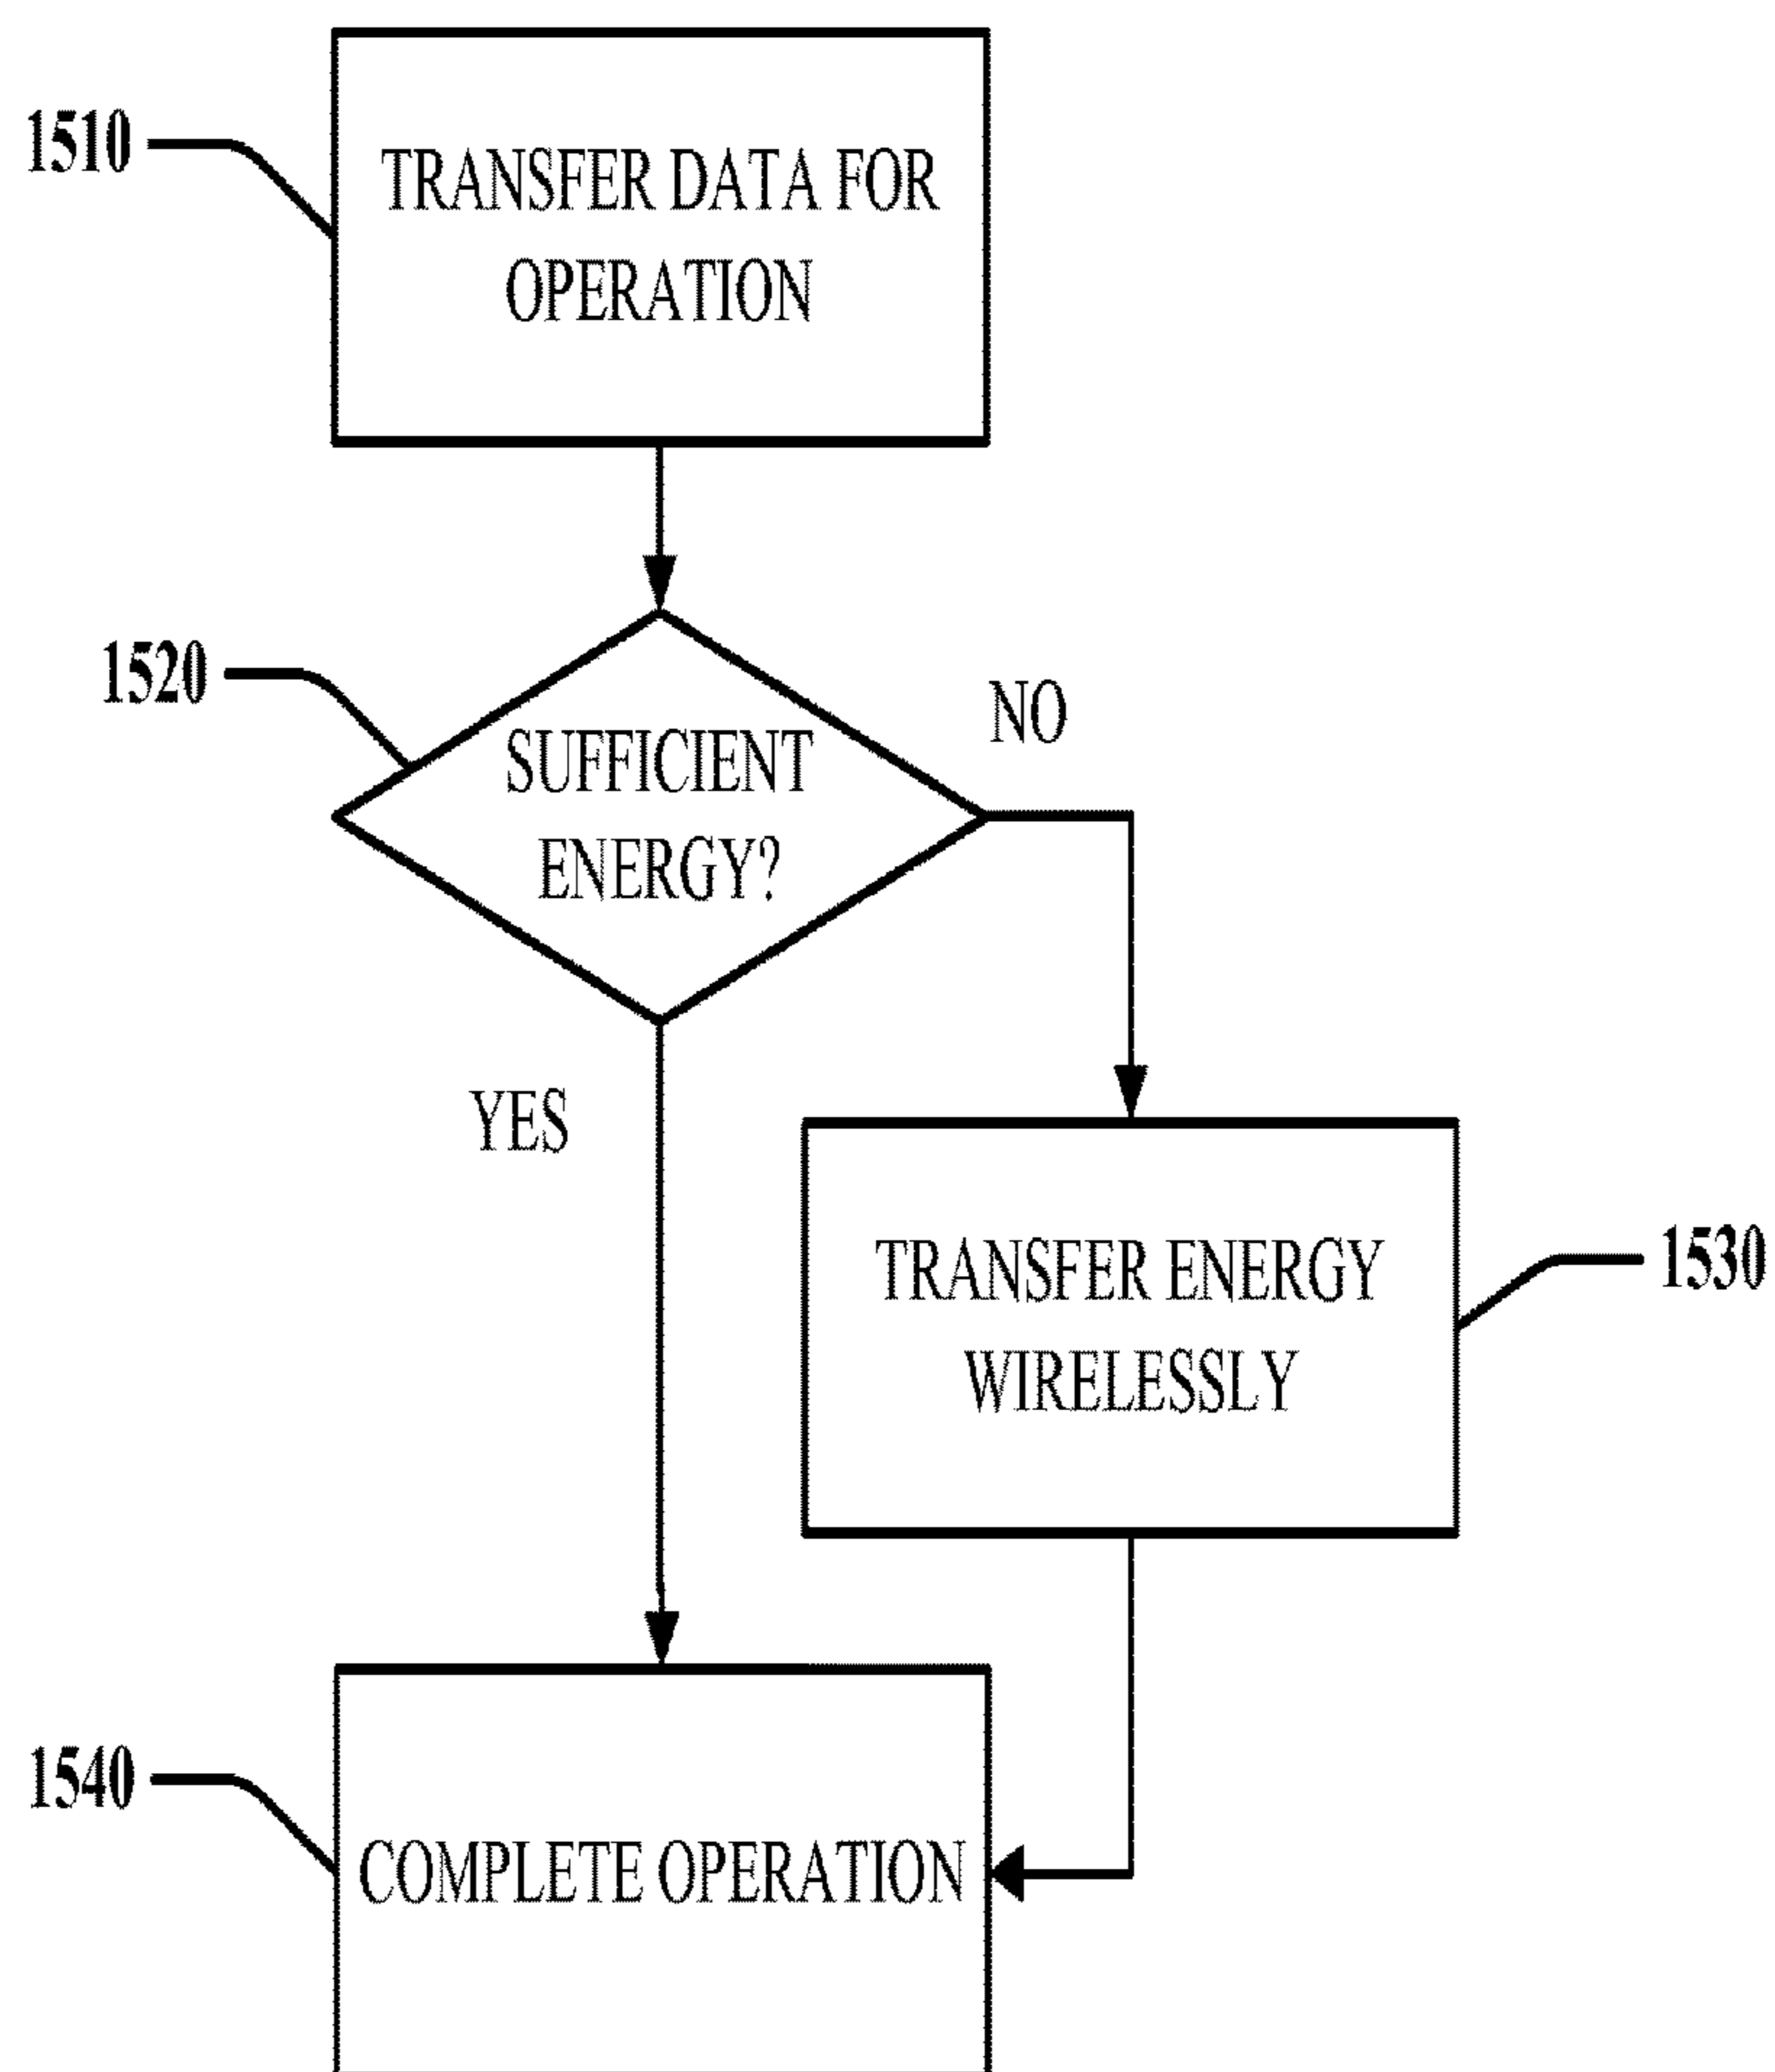 1510
TRANSFER DATA FOR
OPERATION
1520
SUFFICIENT
ENERGY?
NO
YES
TRANSFER ENERGY
WIRELESSLY
1530
1540
COMPLETE OPERATION